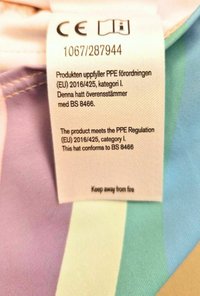 CE
1067/287944
Produkten uppfyller PPE förordningen
(EU) 2016/425, kategori I.
Denna hatt överensstämmer
med BS 8466.
The product meets the PPE Regulation
(EU) 2016/425, category I.
This hat conforms to BS 8466.
Keep away from fire